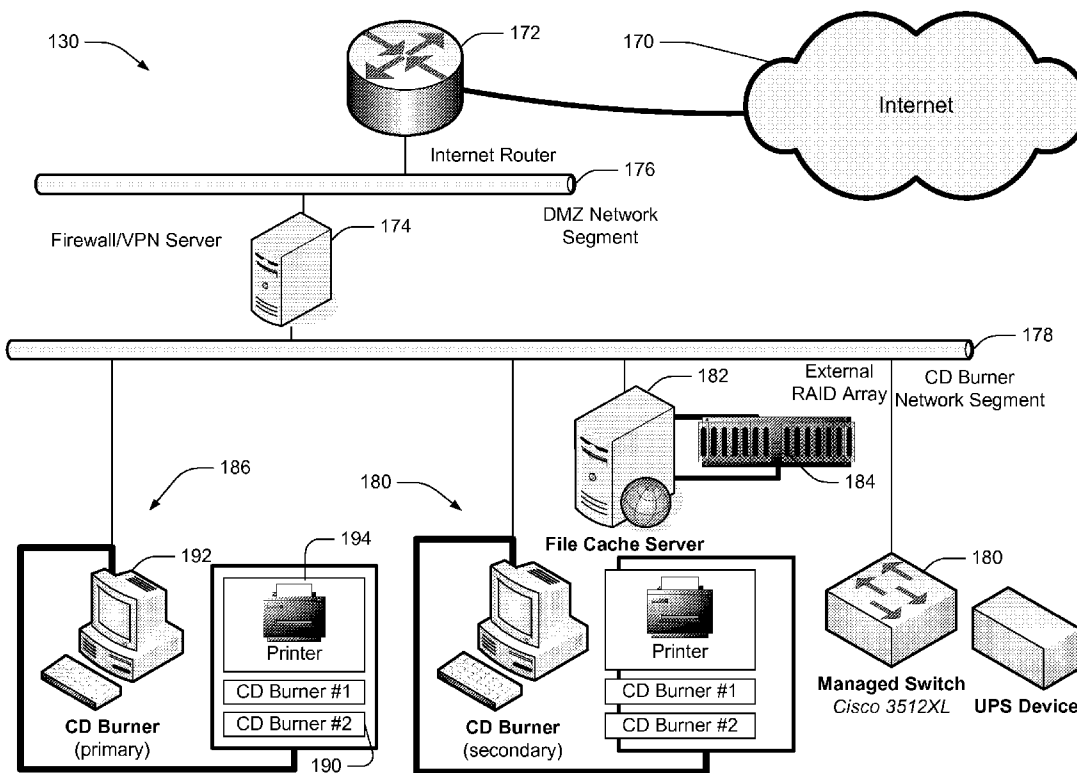 130
172
170
Internet
Internet Router
176
DMZ Network
Segment
Firewall/VPN Server
174
178
External
RAID Array
CD Burner
Network Segment
182
184
186
180
File Cache Server
192
194
180
Printer
CD Burner #1
CD Burner #2
CD Burner
(primary)
190
Printer
CD Burner #1
CD Burner #2
CD Burner
(secondary)
Managed Switch
Cisco 3512XL
UPS Device